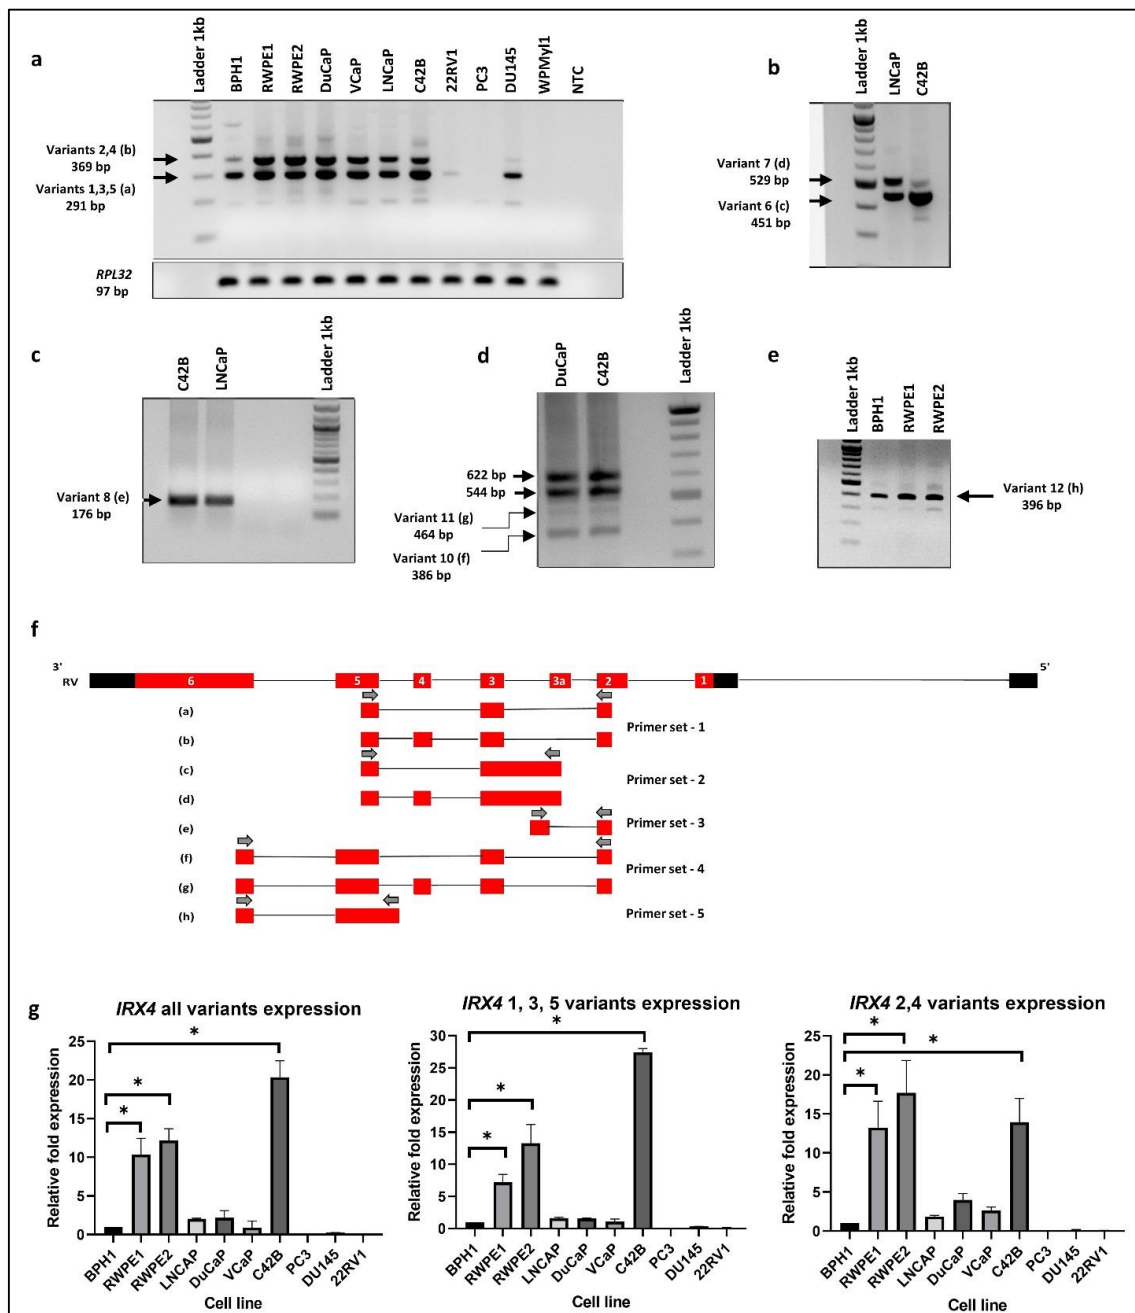 a
Ladder 1kb
BPH1
RWPE1
RWPE2
DuCaP
VCaP
LNCaP
C42B
22RV1
PC3
DU145
WPMyl1
NTC
Variants 2,4 (b)
369 bp
Variants 1,3,5 (a)
291 bp
RPL32
97 bp
b
Ladder 1kb
LNCaP
C42B
Variant 7 (d)
529 bp
Variant 6 (c)
451 bp
c
C42B
LNCaP
Ladder 1kb
Variant 8 (e)
176 bp
d
DuCaP
C42B
Ladder 1kb
622 bp
544 bp
Variant 11 (g)
464 bp
Variant 10 (f)
386 bp
e
Ladder 1kb
BPH1
RWPE1
RWPE2
Variant 12 (h)
396 bp
f
3'
5'
RV
6
5
4
3
3a
2
1
(a)
Primer set - 1
(b)
(c)
Primer set - 2
(d)
(e)
Primer set - 3
(f)
Primer set - 4
(g)
(h)
Primer set - 5
g
IRX4 all variants expression
Relative fold expression
25
20
15
10
5
0
*
*
*
BPH1
RWPE1
RWPE2
LNCAP
DuCaP
VCaP
C42B
PC3
DU145
22RV1
Cell line
IRX4 1, 3, 5 variants expression
Relative fold expression
30
25
20
15
10
5
0
*
*
*
BPH1
RWPE1
RWPE2
LNCAP
DuCaP
VCaP
C42B
PC3
DU145
22RV1
Cell line
IRX4 2,4 variants expression
Relative fold expression
25
20
15
10
5
0
*
*
*
BPH1
RWPE1
RWPE2
LNCAP
DuCaP
VCaP
C42B
PC3
DU145
22RV1
Cell line